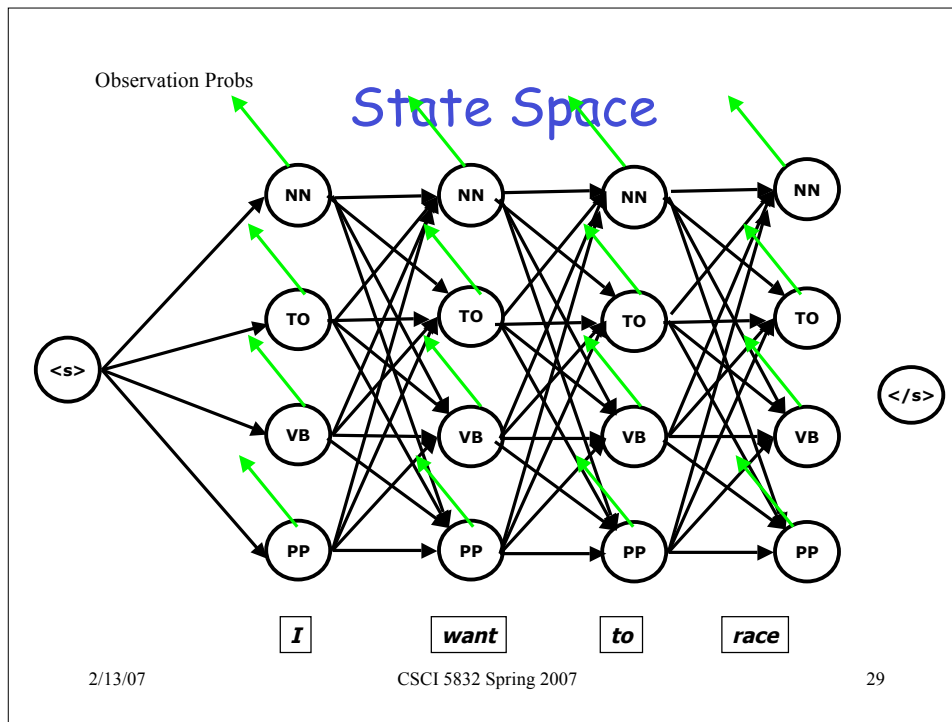 Observation Probs
State Space
NN NN NN NN
TO TO TO TO
<s> </s>
VB VB VB VB
PP PP PP PP
I want to race
2/13/07 CSCI 5832 Spring 2007 29